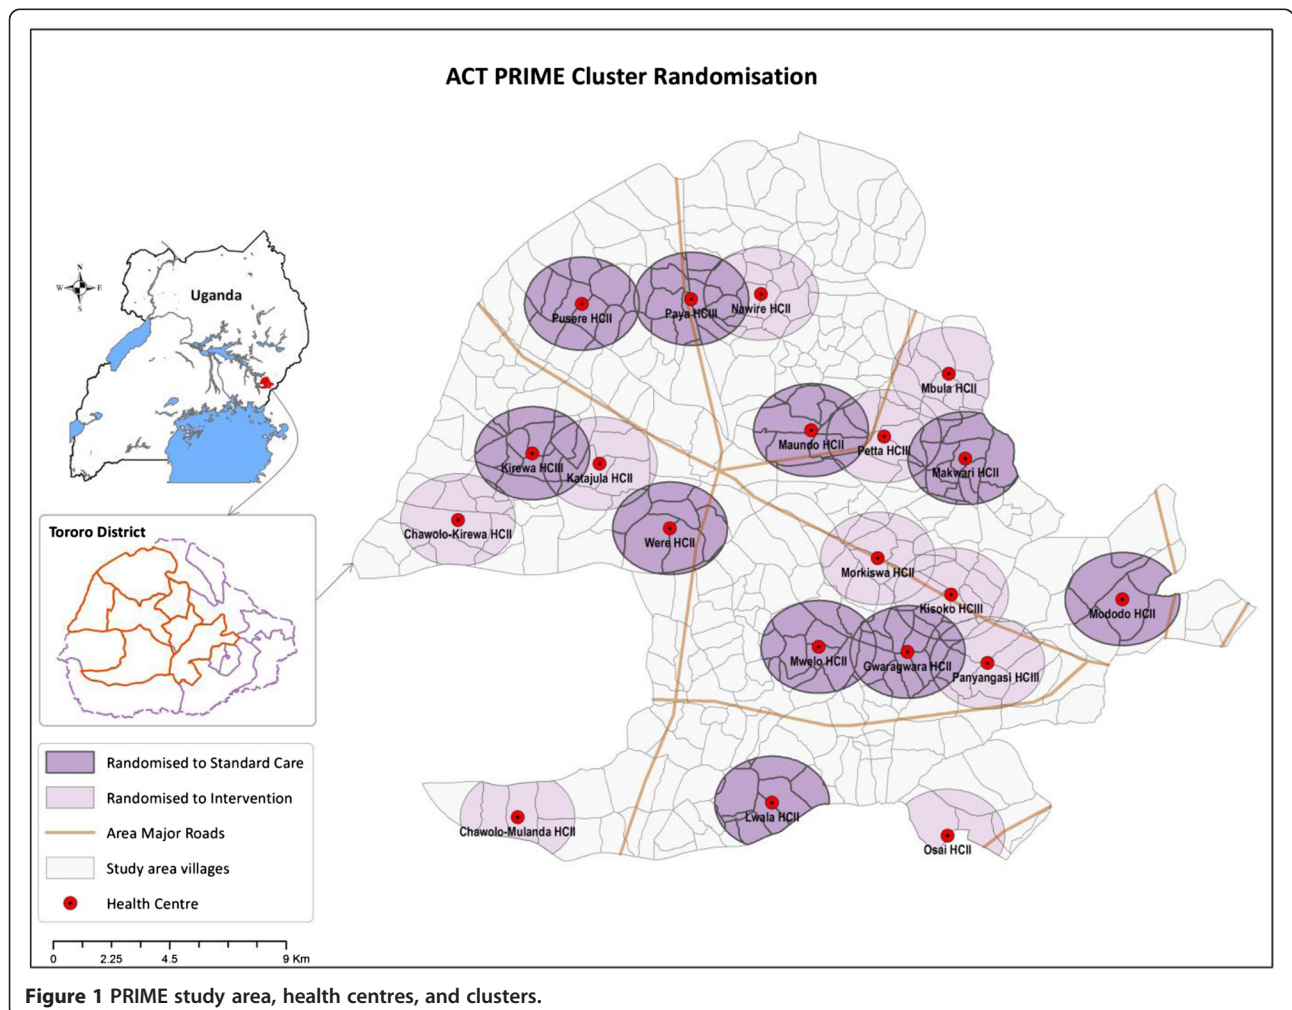 ACT PRIME Cluster Randomisation
N
W E
S
Uganda
Pusere HCII
Paya HCIII
Nawire HCII
Mbula HCII
Maundo HCII
Petta HCIII
Makwari HCII
Kirewa HCIII
Katajula HCII
Chawolo-Kirewa HCII
Were HCII
Morkiswa HCII
Kisoko HCIII
Mododo HCII
Mwelo HCII
Gwaragwara HCII
Panyangasi HCIII
Lwala HCII
Chawolo-Mulanda HCII
Osai HCII
Tororo District
Randomised to Standard Care
Randomised to Intervention
Area Major Roads
Study area villages
Health Centre
0 2.25 4.5 9 Km
Figure 1 PRIME study area, health centres, and clusters.